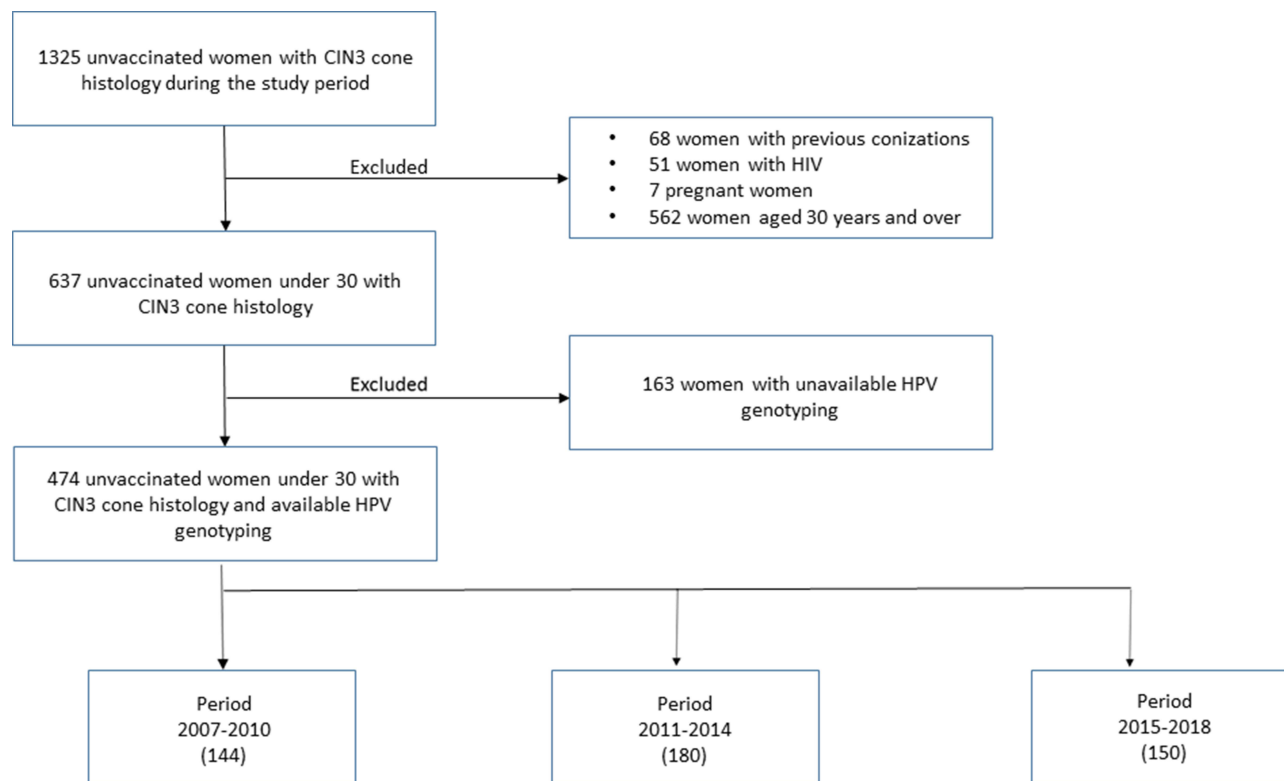 1325 unvaccinated women with CIN3 cone
histology during the study period
Excluded
• 68 women with previous conizations
• 51 women with HIV
• 7 pregnant women
• 562 women aged 30 years and over
637 unvaccinated women under 30 with
CIN3 cone histology
Excluded
163 women with unavailable HPV
genotyping
474 unvaccinated women under 30 with
CIN3 cone histology and available HPV
genotyping
Period
2007-2010
(144)
Period
2011-2014
(180)
Period
2015-2018
(150)